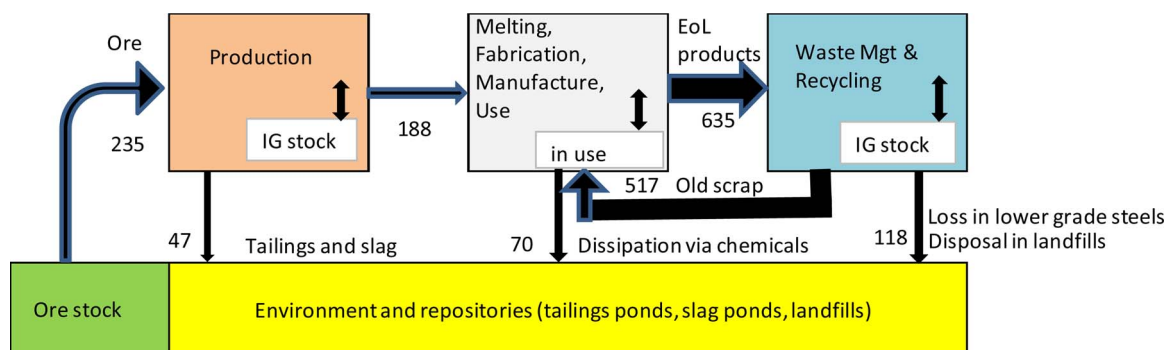 Ore
235
Production
IG stock
188
Melting,
Fabrication,
Manufacture,
Use
in use
EoL
products
635
Waste Mgt &
Recycling
IG stock
517 Old scrap
47 Tailings and slag
70 Dissipation via chemicals
118 Loss in lower grade steels
Disposal in landfills
Ore stock
Environment and repositories (tailings ponds, slag ponds, landfills)